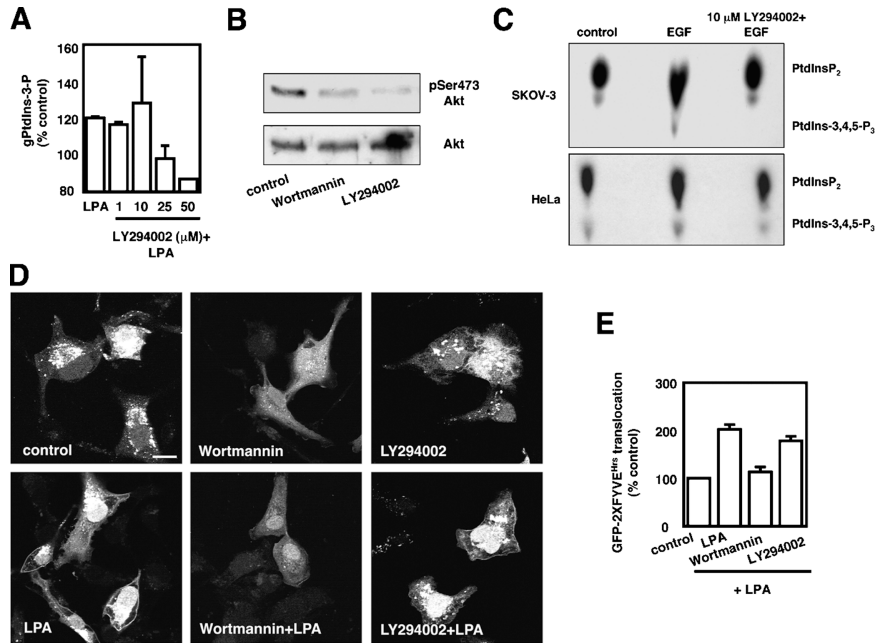 A
gPtdIns-3-P
(% control)
160
140
120
100
80
LPA 1 10 25 50
LY294002 (μM)+
LPA
B
pSer473
Akt
Akt
control
Wortmannin
LY294002
C
10 μM LY294002+
control EGF EGF
SKOV-3
PtdInsP2
PtdIns-3,4,5-P3
HeLa
PtdInsP2
PtdIns-3,4,5-P3
D
control
Wortmannin
LY294002
LPA
Wortmannin+LPA
LY294002+LPA
E
GFP-2XFYVEHrs translocation
(% control)
300
200
100
0
control
LPA
Wortmannin
LY294002
+ LPA